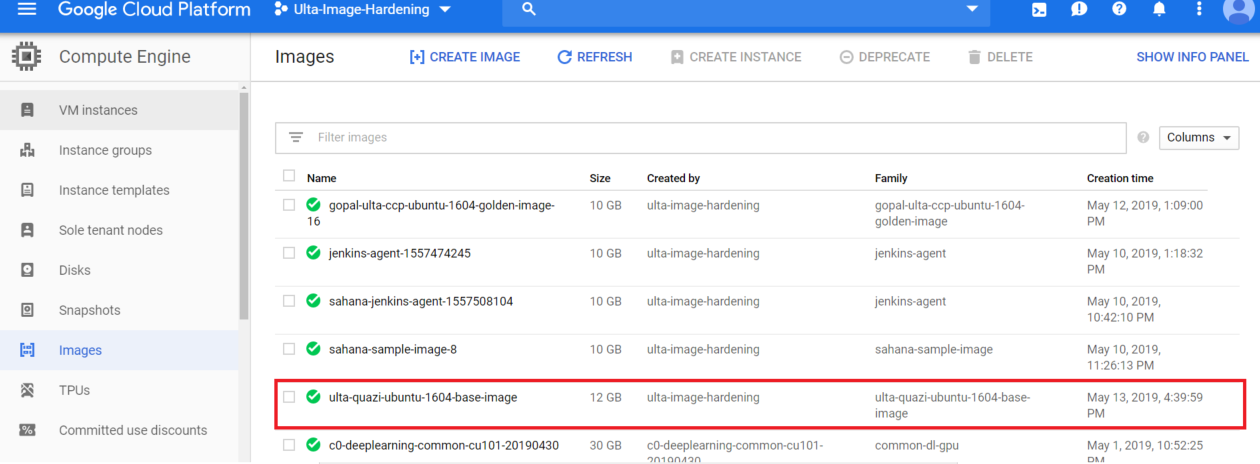 Google Cloud Platform Ulta-Image-Hardening
Compute Engine
Images CREATE IMAGE REFRESH CREATE INSTANCE DEPRECATE DELETE SHOW INFO PANEL
VM instances
Instance groups
Instance templates
Sole tenant nodes
Disks
Snapshots
Images
TPUs
Committed use discounts
Filter images Columns
Name Size Created by Family Creation time
gopal-ulta-ccp-ubuntu-1604-golden-image- 10 GB ulta-image-hardening gopal-ulta-ccp-ubuntu-1604- May 12, 2019, 1:09:00
16 golden-image PM
jenkins-agent-1557474245 10 GB ulta-image-hardening jenkins-agent May 10, 2019, 1:18:32
PM
sahana-jenkins-agent-1557508104 10 GB ulta-image-hardening jenkins-agent May 10, 2019,
10:42:10 PM
sahana-sample-image-8 10 GB ulta-image-hardening sahana-sample-image May 10, 2019,
11:26:13 PM
ulta-quazi-ubuntu-1604-base-image 12 GB ulta-image-hardening ulta-quazi-ubuntu-1604-base- May 13, 2019, 4:39:59
image PM
c0-deeplearning-common-cu101-20190430 30 GB c0-deeplearning-common-cu101- common-dl-gpu May 1, 2019, 10:52:25
20190430 PM